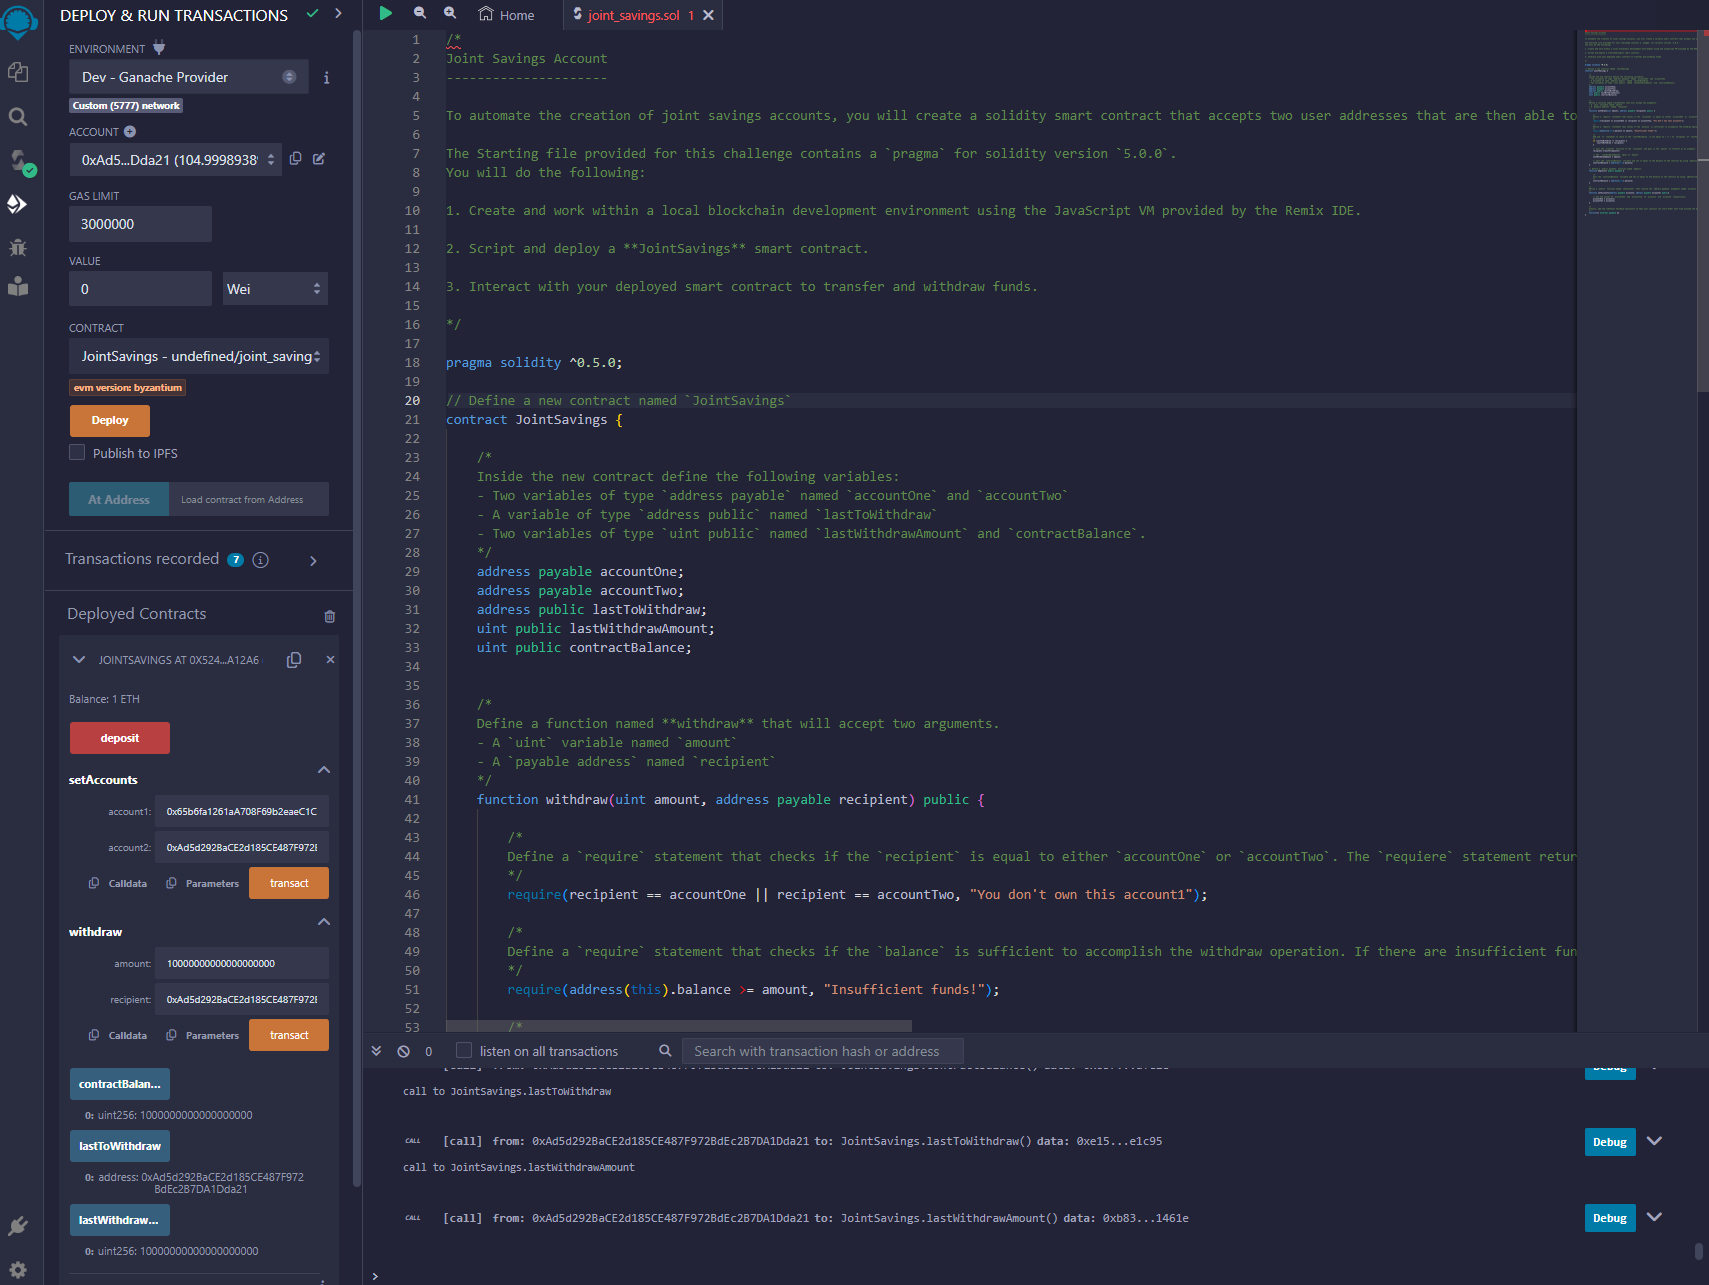 DEPLOY & RUN TRANSACTIONS
ENVIRONMENT
Dev - Ganache Provider
Custom (5777) network
ACCOUNT
0xAd5...Dda21 (104.9998938
GAS LIMIT
3000000
VALUE
0
Wei
CONTRACT
JointSavings - undefined/joint_saving
evm version: byzantium
Deploy
Publish to IPFS
At Address
Load contract from Address
Transactions recorded 7
Deployed Contracts
JOINTSAVINGS AT 0X524...A12A6
Balance: 1 ETH
deposit
setAccounts
account1: 0x65b6fa1261aA708F69b2eaeC1C
account2: 0xAd5d292BaCE2d185CE487F972
Calldata Parameters transact
withdraw
amount: 10000000000000000000
recipient: 0xAd5d292BaCE2d185CE487F972
Calldata Parameters transact
contractBalan...
0: uint256: 1000000000000000000
lastToWithdraw
0: address: 0xAd5d292BaCE2d185CE487F972
BdEc2B7DA1Dda21
lastWithdraw...
0: uint256: 10000000000000000000
Home
joint_savings.sol 1
1 /*
2 Joint Savings Account
3 ---------------------
4
5 To automate the creation of joint savings accounts, you will create a solidity smart contract that accepts two user addresses that are then able to
6
7 The Starting file provided for this challenge contains a `pragma` for solidity version `5.0.0`.
8 You will do the following:
9
10 1. Create and work within a local blockchain development environment using the JavaScript VM provided by the Remix IDE.
11
12 2. Script and deploy a **JointSavings** smart contract.
13
14 3. Interact with your deployed smart contract to transfer and withdraw funds.
15
16 */
17
18 pragma solidity ^0.5.0;
19
20 // Define a new contract named `JointSavings`
21 contract JointSavings {
22
23 /*
24 Inside the new contract define the following variables:
25 - Two variables of type `address payable` named `accountOne` and `accountTwo`
26 - A variable of type `address public` named `lastToWithdraw`
27 - Two variables of type `uint public` named `lastWithdrawAmount` and `contractBalance`.
28 */
29 address payable accountOne;
30 address payable accountTwo;
31 address public lastToWithdraw;
32 uint public lastWithdrawAmount;
33 uint public contractBalance;
34
35
36 /*
37 Define a function named **withdraw** that will accept two arguments.
38 - A `uint` variable named `amount`
39 - A `payable address` named `recipient`
40 */
41 function withdraw(uint amount, address payable recipient) public {
42
43 /*
44 Define a `require` statement that checks if the `recipient` is equal to either `accountOne` or `accountTwo`. The `requiere` statement retur
45 */
46 require(recipient == accountOne || recipient == accountTwo, "You don't own this account1");
47
48 /*
49 Define a `require` statement that checks if the `balance` is sufficient to accomplish the withdraw operation. If there are insufficient fun
50 */
51 require(address(this).balance >= amount, "Insufficient funds!");
52
53 /*
0
listen on all transactions
Search with transaction hash or address
Debug
call to JointSavings.lastToWithdraw
CALL [call] from: 0xAd5d292BaCE2d185CE487F972BdEc2B7DA1Dda21 to: JointSavings.lastToWithdraw() data: 0xe15...e1c95 Debug
call to JointSavings.lastWithdrawAmount
CALL [call] from: 0xAd5d292BaCE2d185CE487F972BdEc2B7DA1Dda21 to: JointSavings.lastWithdrawAmount() data: 0xb83...1461e Debug
>